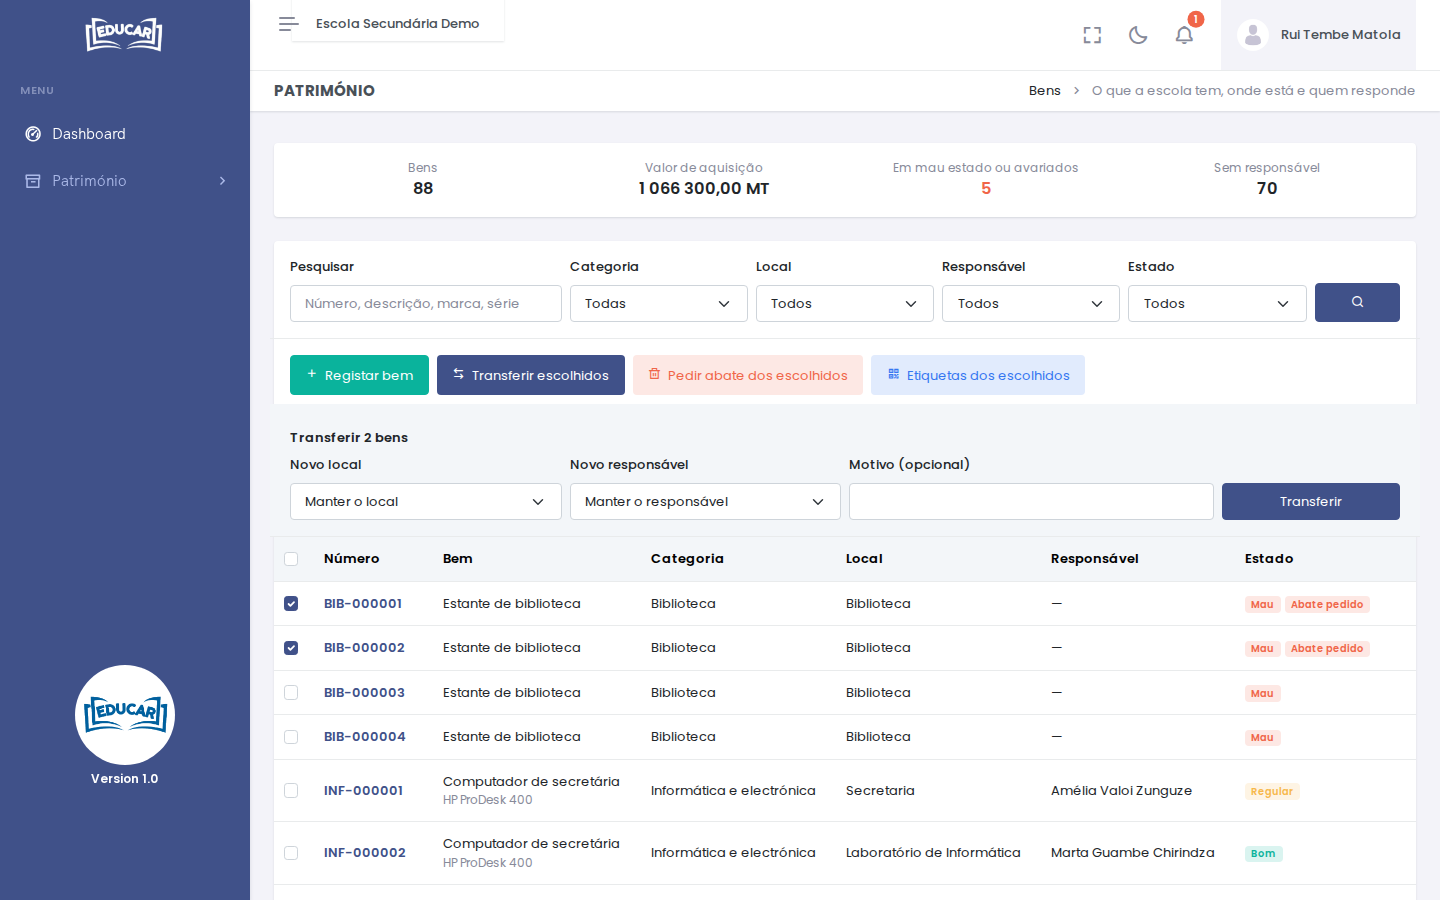 EDUCAR
Escola Secundária Demo
1
Rui Tembe Matola
MENU
Dashboard
Património
PATRIMÓNIO
Bens > O que a escola tem, onde está e quem responde
Bens
88
Valor de aquisição
1 066 300,00 MT
Em mau estado ou avariados
5
Sem responsável
70
Pesquisar
Número, descrição, marca, série
Categoria
Todas
Local
Todos
Responsável
Todos
Estado
Todos
+ Registar bem
Transferir escolhidos
Pedir abate dos escolhidos
Etiquetas dos escolhidos
Transferir 2 bens
Novo local
Manter o local
Novo responsável
Manter o responsável
Motivo (opcional)
Transferir
Número Bem Categoria Local Responsável Estado
BIB-000001 Estante de biblioteca Biblioteca Biblioteca — Mau Abate pedido
BIB-000002 Estante de biblioteca Biblioteca Biblioteca — Mau Abate pedido
BIB-000003 Estante de biblioteca Biblioteca Biblioteca — Mau
BIB-000004 Estante de biblioteca Biblioteca Biblioteca — Mau
INF-000001 Computador de secretária Informática e electrónica Secretaria Amélia Valoi Zunguze Regular
HP ProDesk 400
INF-000002 Computador de secretária Informática e electrónica Laboratório de Informática Marta Guambe Chirindza Bom
HP ProDesk 400
EDUCAR
Version 1.0